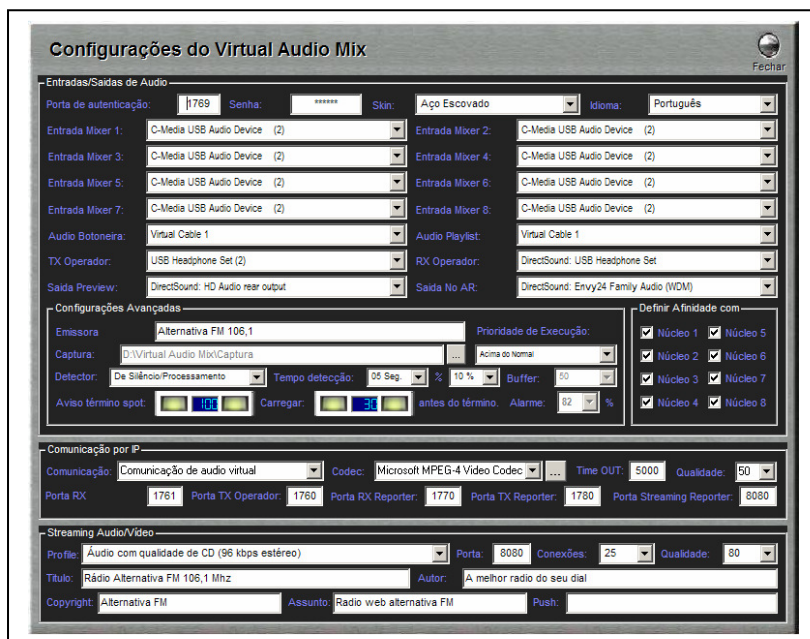 Configurações do Virtual Audio Mix
Fechar
Entradas/Saidas de Audio
Porta de autenticação: 1769 Senha: ****** Skin: Aço Escovado Idioma: Português
Entrada Mixer 1: C-Media USB Audio Device (2) Entrada Mixer 2: C-Media USB Audio Device (2)
Entrada Mixer 3: C-Media USB Audio Device (2) Entrada Mixer 4: C-Media USB Audio Device (2)
Entrada Mixer 5: C-Media USB Audio Device (2) Entrada Mixer 6: C-Media USB Audio Device (2)
Entrada Mixer 7: C-Media USB Audio Device (2) Entrada Mixer 8: C-Media USB Audio Device (2)
Audio Botoneira: Virtual Cable 1 Audio Playlist: Virtual Cable 1
TX Operador: USB Headphone Set (2) RX Operador: DirectSound: USB Headphone Set
Saida Preview: DirectSound: HD Audio rear output Saida No AR: DirectSound: Envy24 Family Audio (WDM)
Configurações Avançadas Definir Afinidade com
Emissora Alternativa FM 106,1 Prioridade de Execução: Núcleo 1 Núcleo 5
Captura: D:\Virtual Audio Mix\Captura ... Acima do Normal Núcleo 2 Núcleo 6
Detector: De Silêncio/Processamento Tempo detecção: 05 Seg. % 10 % Buffer: 50 Núcleo 3 Núcleo 7
Aviso término spot: 100 Carregar: 30 antes do término. Alarme: 82 % Núcleo 4 Núcleo 8
Comunicação por IP
Comunicação: Comunicação de audio virtual Codec: Microsoft MPEG-4 Video Codec ... Time OUT: 5000 Qualidade: 50
Porta RX 1761 Porta TX Operador: 1760 Porta RX Reporter: 1770 Porta TX Reporter: 1780 Porta Streaming Reporter: 8080
Streaming Audio/Vídeo
Profile: Áudio com qualidade de CD (96 kbps estéreo) Porta: 8080 Conexões: 25 Qualidade: 80
Título: Rádio Alternativa FM 106,1 Mhz Autor: A melhor radio do seu dial
Copyright: Alternativa FM Assunto: Radio web alternativa FM Push: